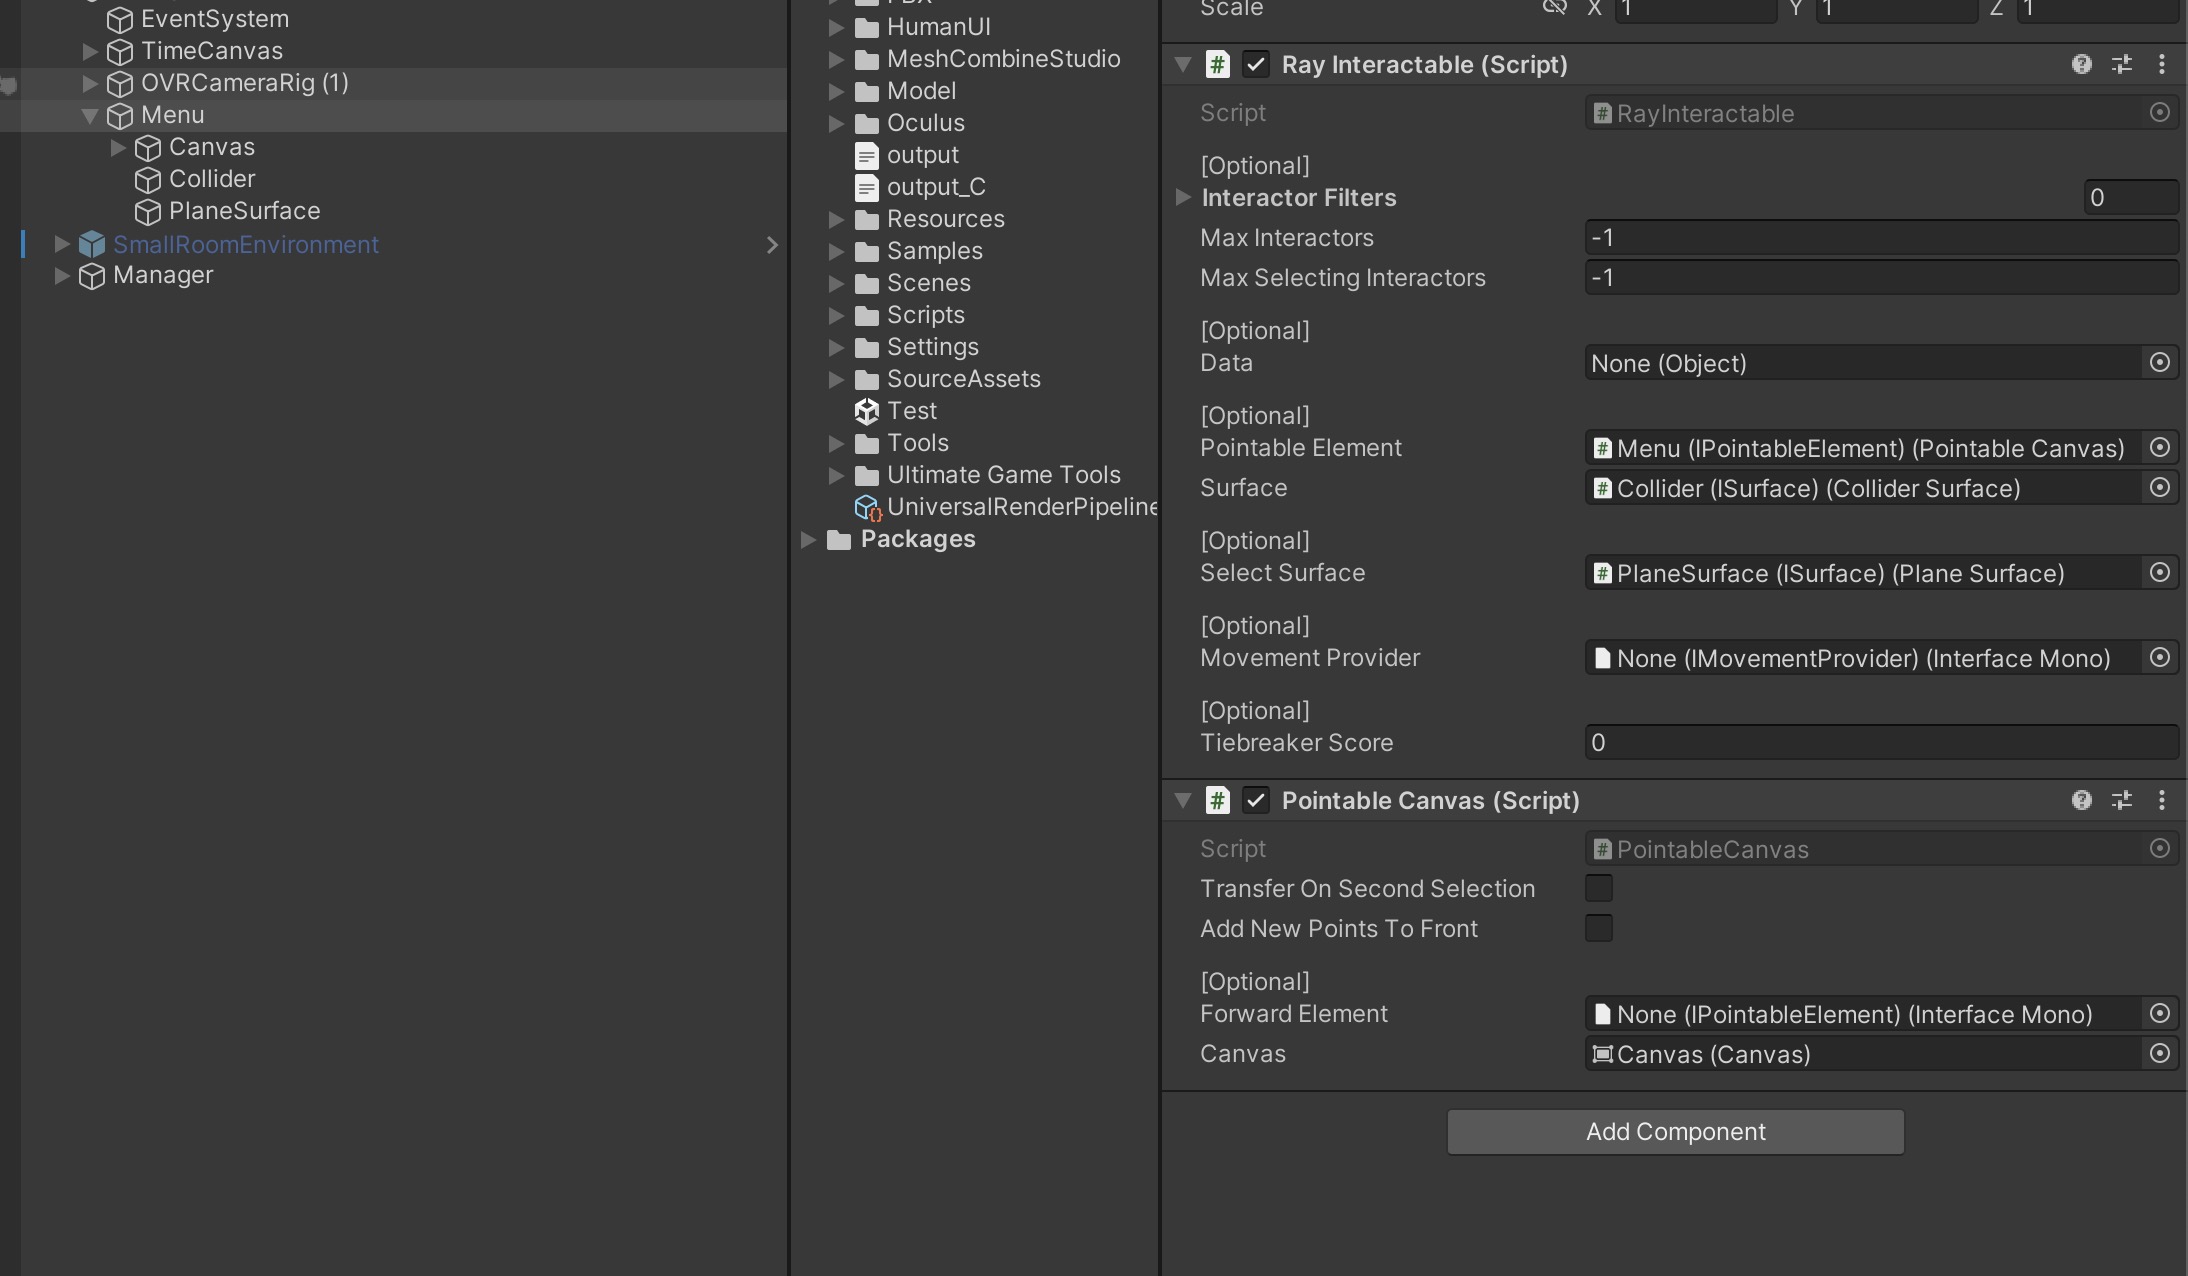 EventSystem
TimeCanvas
OVRCameraRig (1)
Menu
Canvas
Collider
PlaneSurface
SmallRoomEnvironment
Manager
HumanUI
MeshCombineStudio
Model
Oculus
output
output_C
Resources
Samples
Scenes
Scripts
Settings
SourceAssets
Test
Tools
Ultimate Game Tools
UniversalRenderPipeline
Packages
Scale X 1 Y 1 Z 1
Ray Interactable (Script)
Script # RayInteractable
[Optional]
Interactor Filters 0
Max Interactors -1
Max Selecting Interactors -1
[Optional]
Data None (Object)
[Optional]
Pointable Element # Menu (IPointableElement) (Pointable Canvas)
Surface # Collider (ISurface) (Collider Surface)
[Optional]
Select Surface # PlaneSurface (ISurface) (Plane Surface)
[Optional]
Movement Provider None (IMovementProvider) (Interface Mono)
[Optional]
Tiebreaker Score 0
# Pointable Canvas (Script)
Script # PointableCanvas
Transfer On Second Selection
Add New Points To Front
[Optional]
Forward Element None (IPointableElement) (Interface Mono)
Canvas Canvas (Canvas)
Add Component